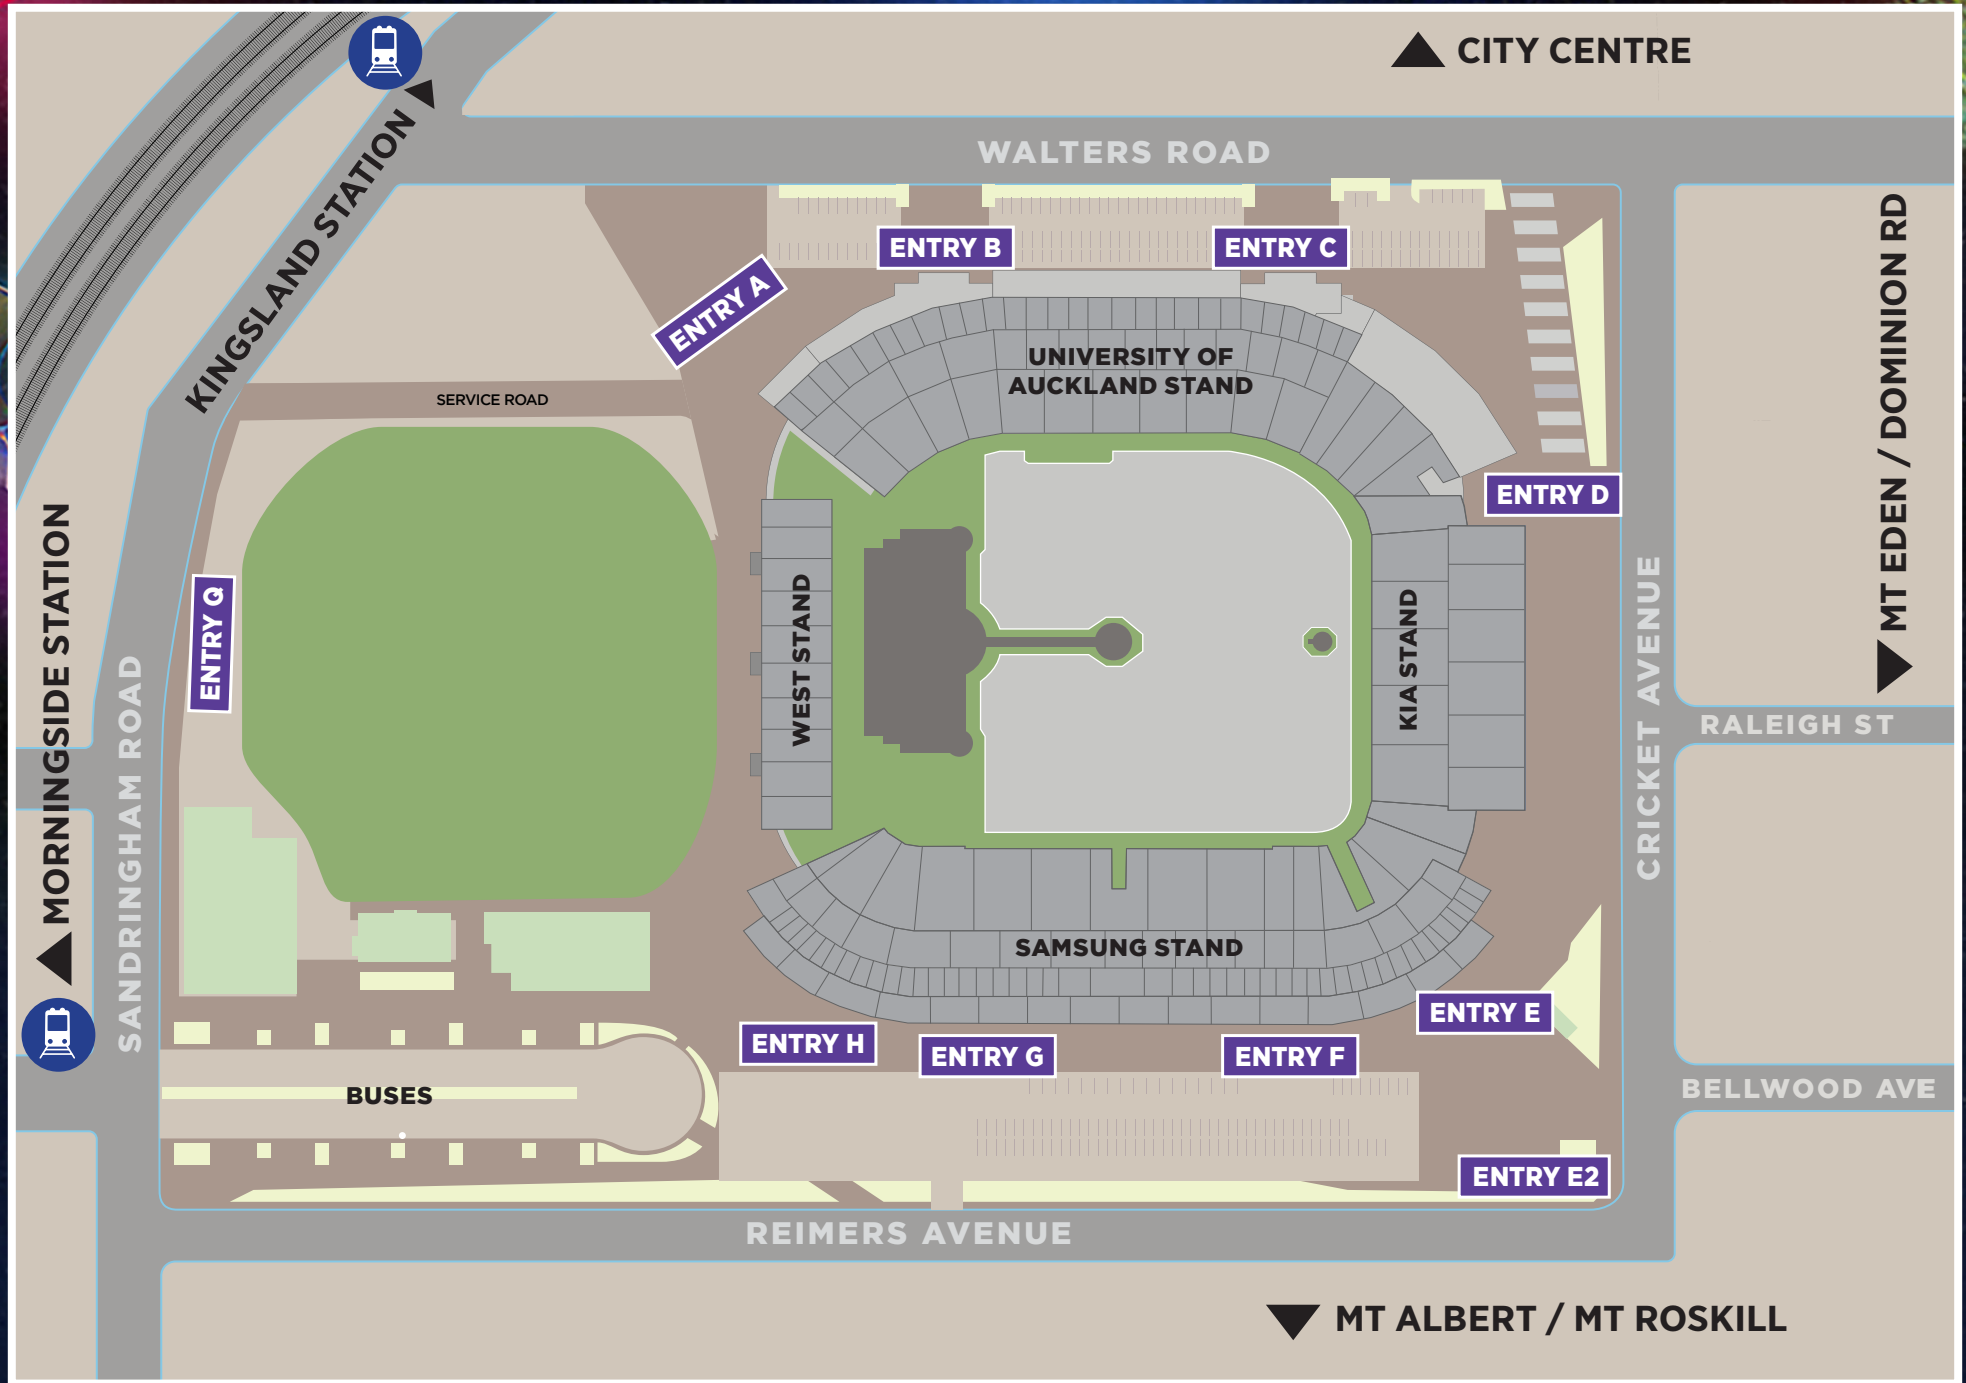 CITY CENTRE
KINGSLAND STATION
WALTERS ROAD
MT EDEN / DOMINION RD
ENTRY A
ENTRY B
ENTRY C
UNIVERSITY OF
AUCKLAND STAND
SERVICE ROAD
ENTRY D
MORNINGSIDE STATION
SANDRINGHAM ROAD
ENTRY Q
WEST STAND
KIA STAND
CRICKET AVENUE
RALEIGH ST
SAMSUNG STAND
ENTRY E
ENTRY H
ENTRY G
ENTRY F
BUSES
BELLWOOD AVE
ENTRY E2
REIMERS AVENUE
MT ALBERT / MT ROSKILL